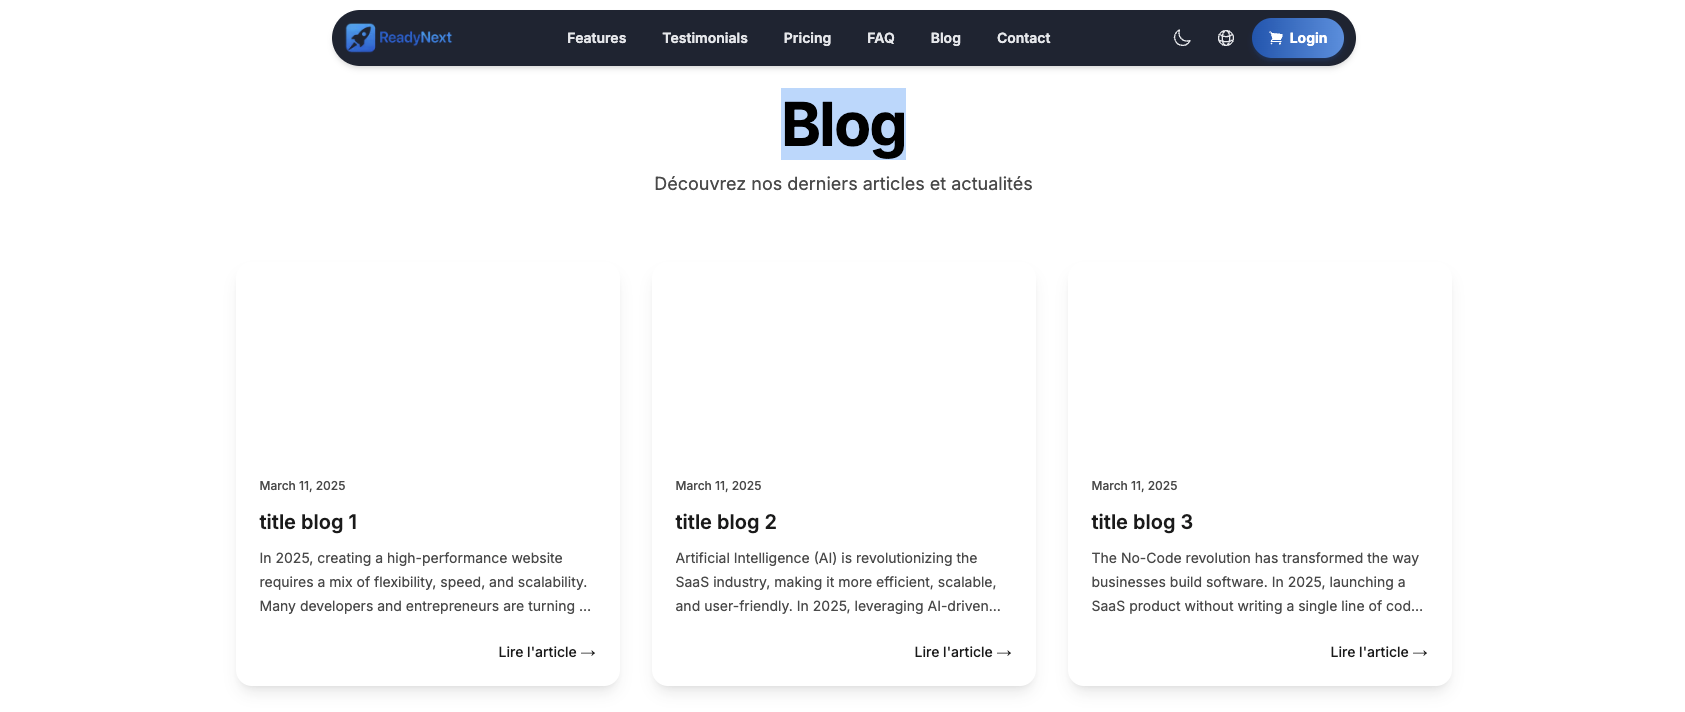 ReadyNext Features Testimonials Pricing FAQ Blog Contact Login
Blog
Découvrez nos derniers articles et actualités
March 11, 2025
title blog 1
In 2025, creating a high-performance website
requires a mix of flexibility, speed, and scalability.
Many developers and entrepreneurs are turning ...
Lire l'article →
March 11, 2025
title blog 2
Artificial Intelligence (AI) is revolutionizing the
SaaS industry, making it more efficient, scalable,
and user-friendly. In 2025, leveraging AI-driven...
Lire l'article →
March 11, 2025
title blog 3
The No-Code revolution has transformed the way
businesses build software. In 2025, launching a
SaaS product without writing a single line of cod...
Lire l'article →